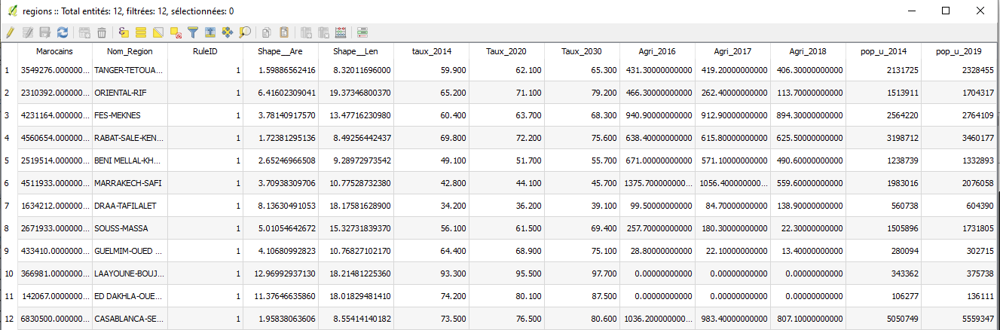 regions :: Total entités: 12, filtrées: 12, sélectionnées: 0
Marocains Nom_Region RuleID Shape__Are Shape__Len taux_2014 Taux_2020 Taux_2030 Agri_2016 Agri_2017 Agri_2018 pop_u_2014 pop_u_2019
1 3549276.000000... TANGER-TETOUA... 1 1.59886562416 8.32011696000 59.900 62.100 65.300 431.30000000000 419.20000000000 406.30000000000 2131725 2328455
2 2310392.000000... ORIENTAL-RIF 1 6.41602309041 19.37346800370 65.200 71.100 79.200 466.30000000000 262.40000000000 113.70000000000 1513911 1704317
3 4231164.000000... FES-MEKNES 1 3.78140917570 13.47716230980 60.400 63.700 68.300 940.90000000000 912.90000000000 894.30000000000 2564220 2764109
4 4560654.000000... RABAT-SALE-KEN... 1 1.72381295136 8.49256442437 69.800 72.200 75.600 638.40000000000 615.80000000000 625.50000000000 3198712 3460177
5 2519514.000000... BENI MELLAL-KH... 1 2.65246966508 9.28972973542 49.100 51.700 55.700 671.00000000000 571.10000000000 490.60000000000 1238739 1332893
6 4511933.000000... MARRAKECH-SAFI 1 3.70938309706 10.77528732380 42.800 44.100 45.700 1375.700000000... 1056.400000000... 559.60000000000 1983016 2076058
7 1634212.000000... DRAA-TAFILALET 1 8.13630491053 18.17581628900 34.200 36.200 39.100 99.50000000000 84.70000000000 138.90000000000 560738 604390
8 2671933.000000... SOUSS-MASSA 1 5.01054642672 15.32731839370 56.100 61.500 69.400 257.70000000000 180.30000000000 22.30000000000 1505896 1731805
9 433410.0000000... GUELMIM-OUED ... 1 4.10680992823 10.76827102170 64.400 68.900 75.100 28.80000000000 22.10000000000 13.40000000000 280094 302715
10 366981.0000000... LAAYOUNE-BOUJ... 1 12.96992937130 18.21481225360 93.300 95.500 97.700 0.00000000000 0.00000000000 0.00000000000 343362 375738
11 142067.0000000... ED DAKHLA-OUE... 1 11.37646635860 18.01829481410 74.200 80.100 87.500 0.00000000000 0.00000000000 0.00000000000 106277 136111
12 6830500.000000... CASABLANCA-SE... 1 1.95838063606 8.55414140182 73.500 76.500 80.600 1036.200000000... 983.40000000000 807.10000000000 5050749 5559347